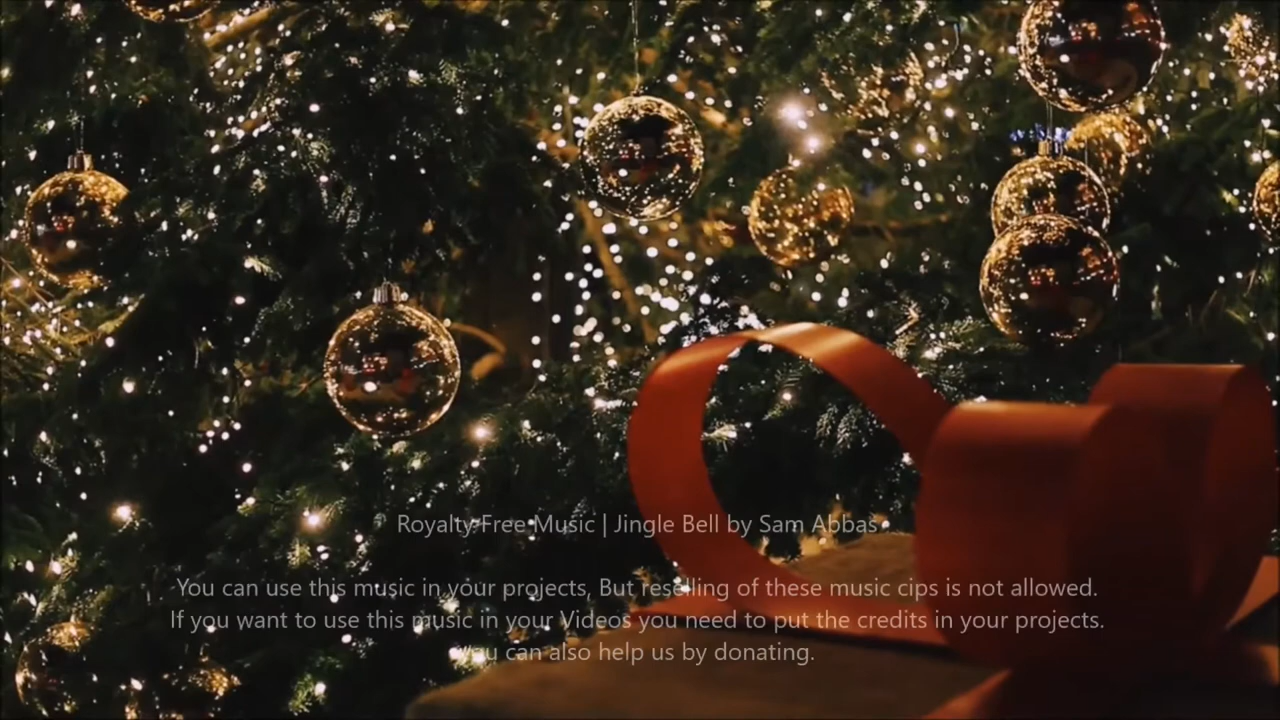 Royalty Free Music | Jingle Bell by Sam Abbas
You can use this music in your projects, But reselling of these music cips is not allowed.
If you want to use this music in your Videos you need to put the credits in your projects.
You can also help us by donating.